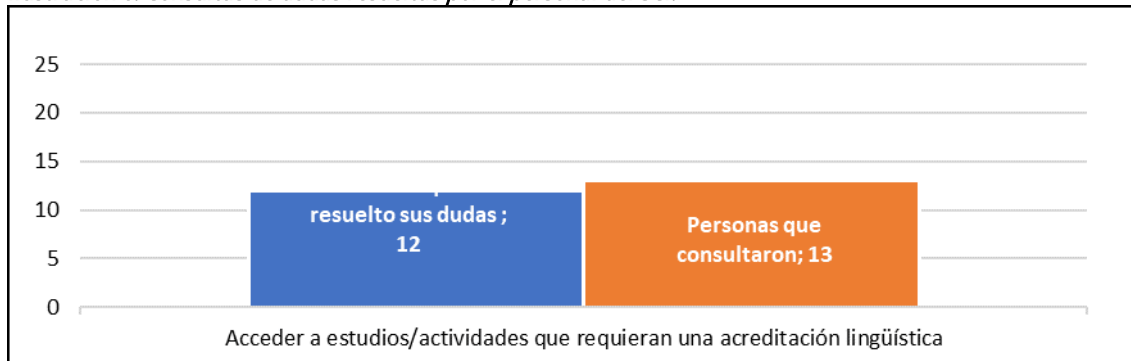 25
20
15
10
5
0
resuelto sus dudas ;
12
Personas que
consultaron; 13
Acceder a estudios/actividades que requieran una acreditación lingüística